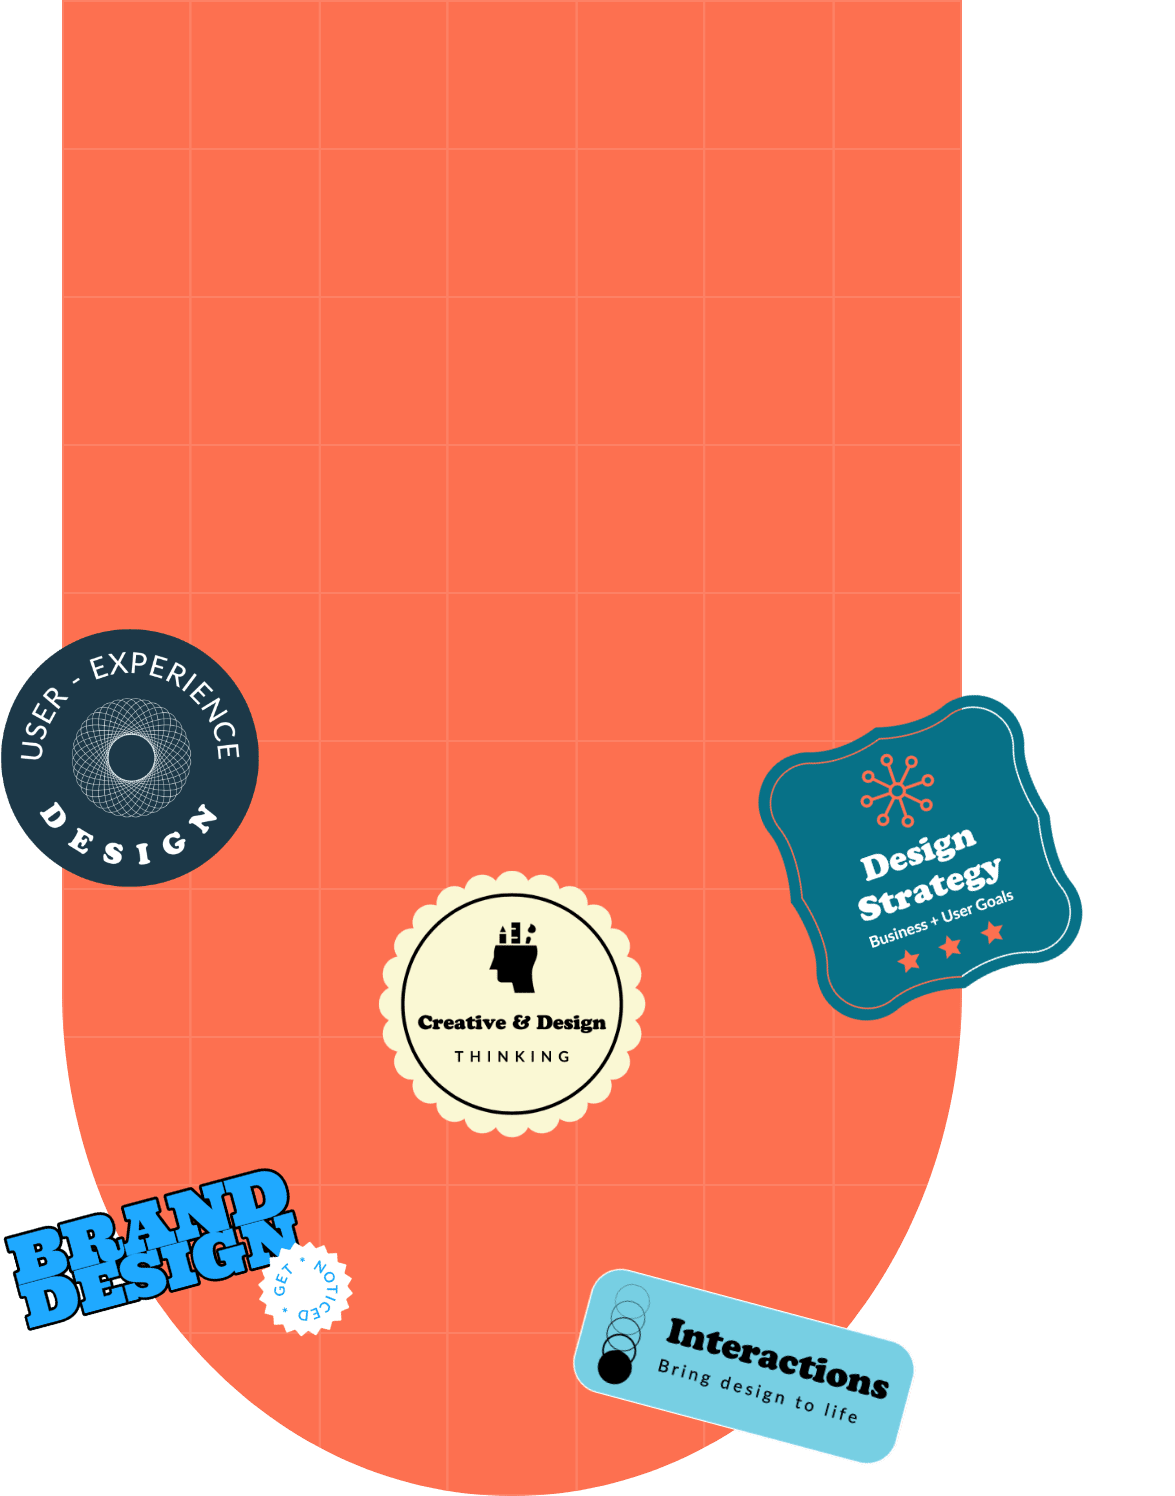 USER - EXPERIENCE
DESIGN
Design
Strategy
Business + User Goals
Creative & Design
THINKING
BRAND
DESIGN
* GET * NOTICED
Interactions
Bring design to life